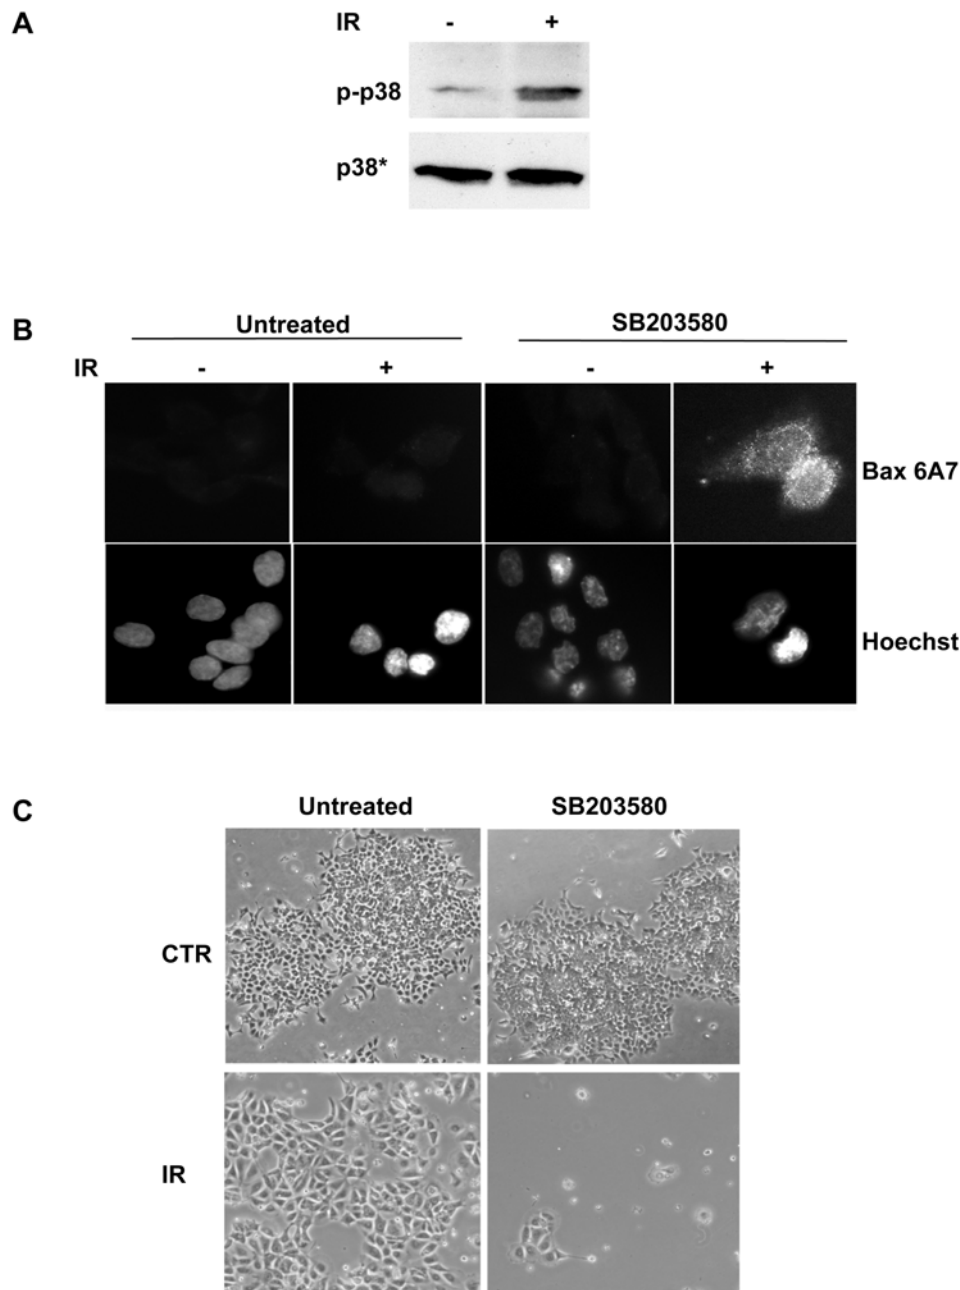 A
IR - +
p-p38
p38*
B
Untreated SB203580
IR - + - +
Bax 6A7
Hoechst
C
Untreated SB203580
CTR
IR